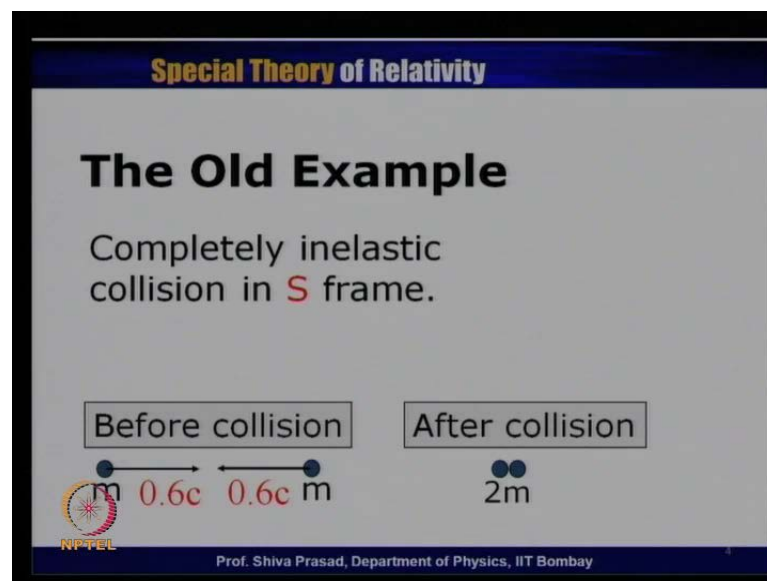 Special Theory of Relativity
The Old Example
Completely inelastic
collision in S frame.
Before collision
After collision
m 0.6c 0.6c m
2m
NPTEL
Prof. Shiva Prasad, Department of Physics, IIT Bombay
4